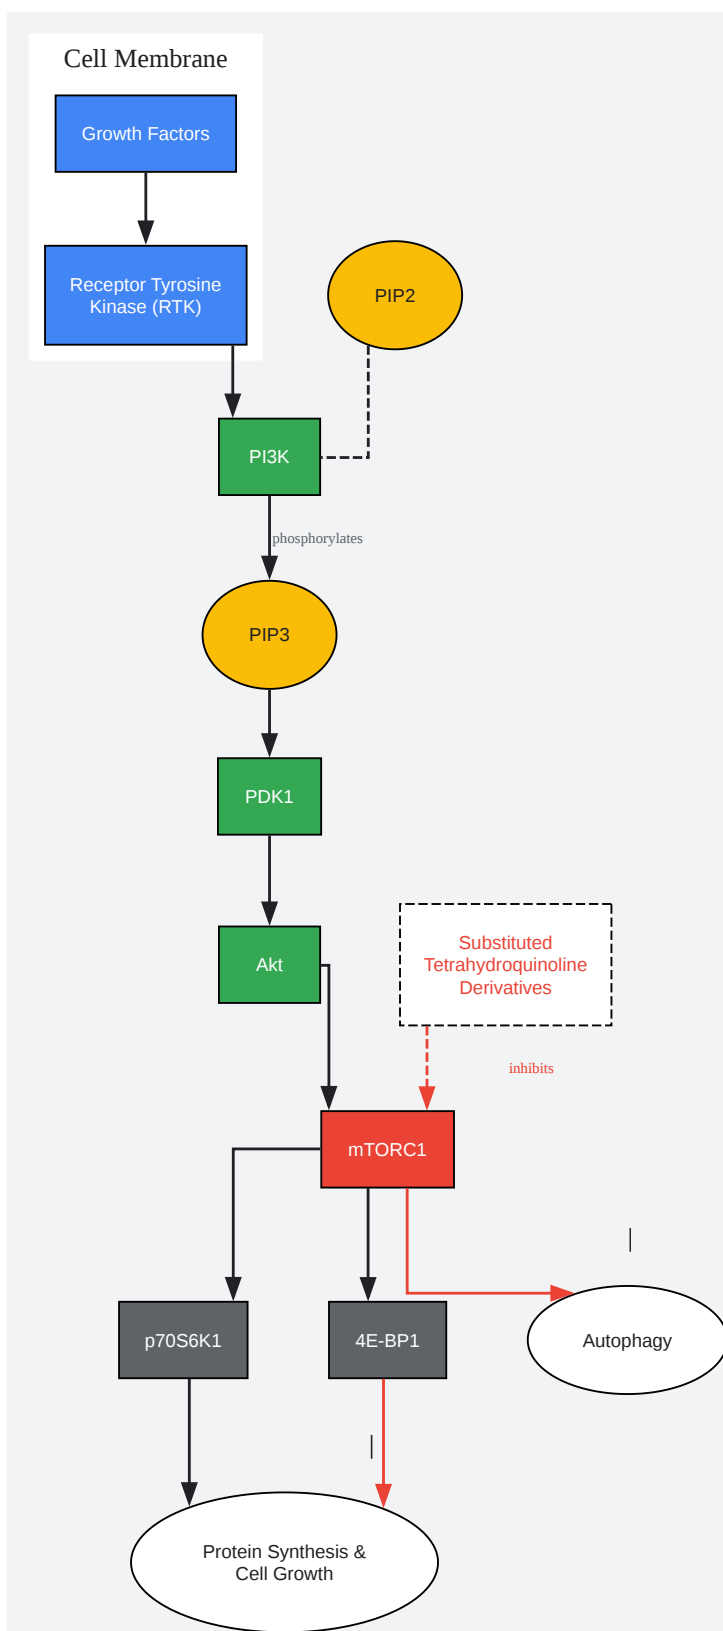 Cell Membrane
Growth Factors
Receptor Tyrosine
Kinase (RTK)
PIP2
PI3K
phosphorylates
PIP3
PDK1
Akt
Substituted
Tetrahydroquinoline
Derivatives
inhibits
mTORC1
|
p70S6K1
4E-BP1
Autophagy
|
Protein Synthesis &
Cell Growth